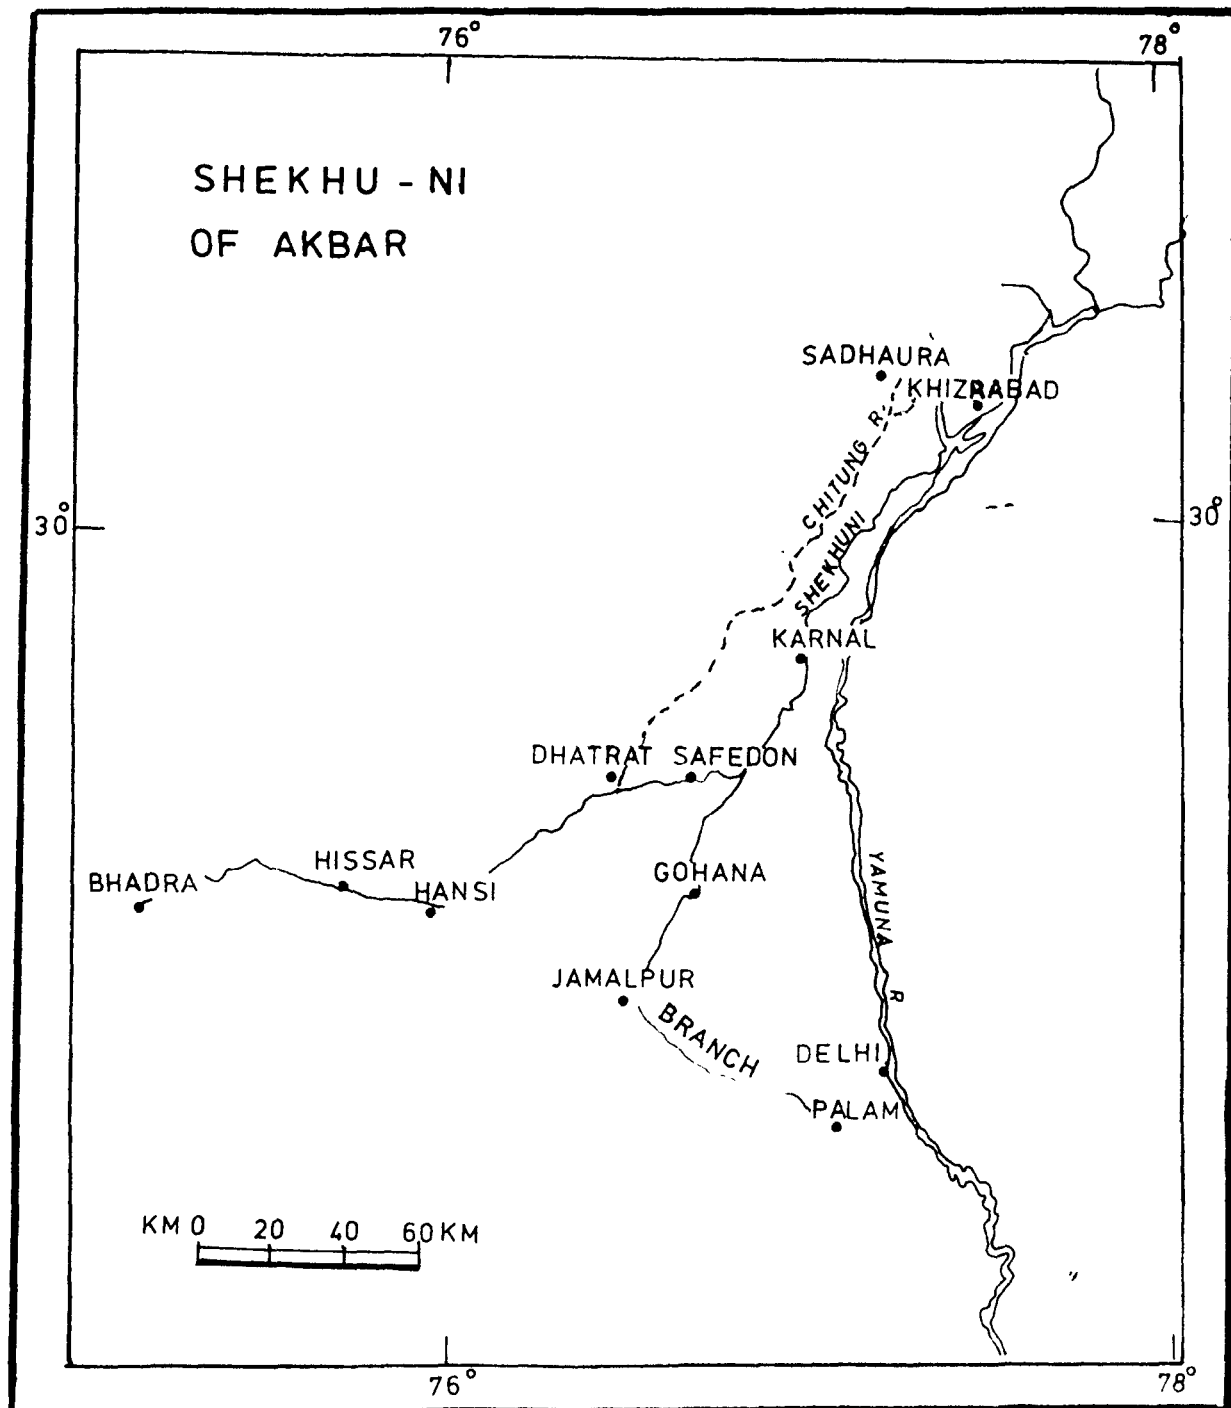 76°
78°
SHEKHU - NI
OF AKBAR
SADHAURA
KHIZRABAD
CHITUNG R.
30°
30°
SHEKHUNI
KARNAL
DHATRAT
SAFEDON
HISSAR
BHADRA
HANSI
GOHANA
YAMUNA R
JAMALPUR
BRANCH
DELHI
PALAM
KM 0 20 40 60 KM
76°
78°